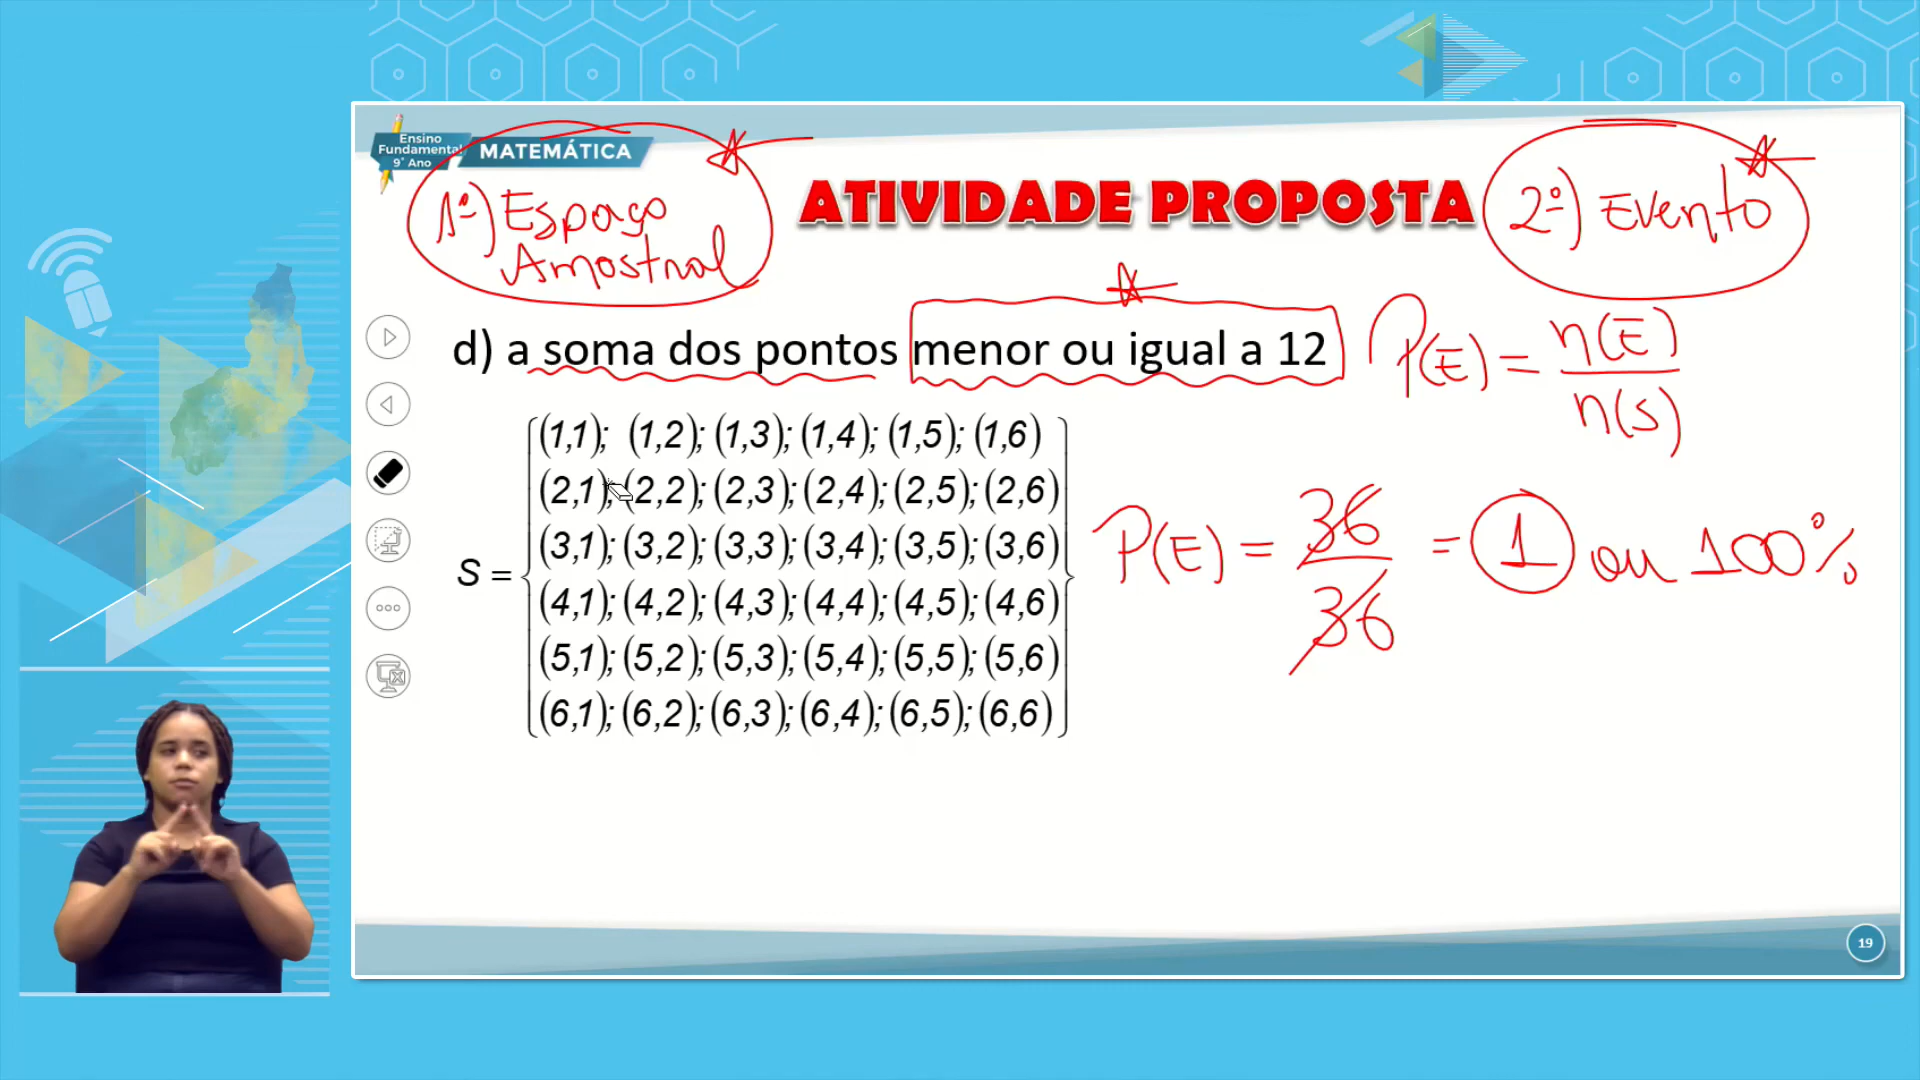 Ensino
Fundamental
9° Ano
MATEMÁTICA
1º) Espaço
Amostral
ATIVIDADE PROPOSTA
2º) Evento
d) a soma dos pontos menor ou igual a 12
P(E) = n(E)/n(S)
S = {(1,1); (1,2); (1,3); (1,4); (1,5); (1,6)
(2,1); (2,2); (2,3); (2,4); (2,5); (2,6)
(3,1); (3,2); (3,3); (3,4); (3,5); (3,6)
(4,1); (4,2); (4,3); (4,4); (4,5); (4,6)
(5,1); (5,2); (5,3); (5,4); (5,5); (5,6)
(6,1); (6,2); (6,3); (6,4); (6,5); (6,6)}
P(E) = 36/36 = 1 ou 100%
19